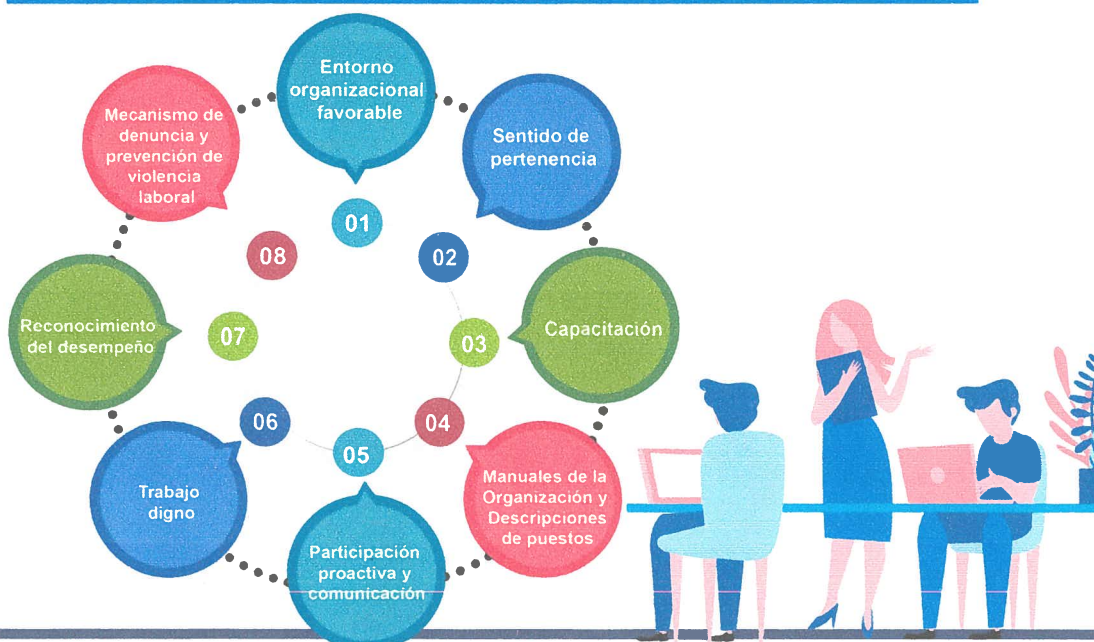 Entorno
organizacional
favorable
01
Sentido de
pertenencia
02
Capacitación
03
Manuales de la
Organización y
Descripciones
de puestos
04
Participación
proactiva y
comunicación
05
Trabajo
digno
06
Reconocimiento
del desempeño
07
Mecanismo de
denuncia y
prevención de
violencia
laboral
08